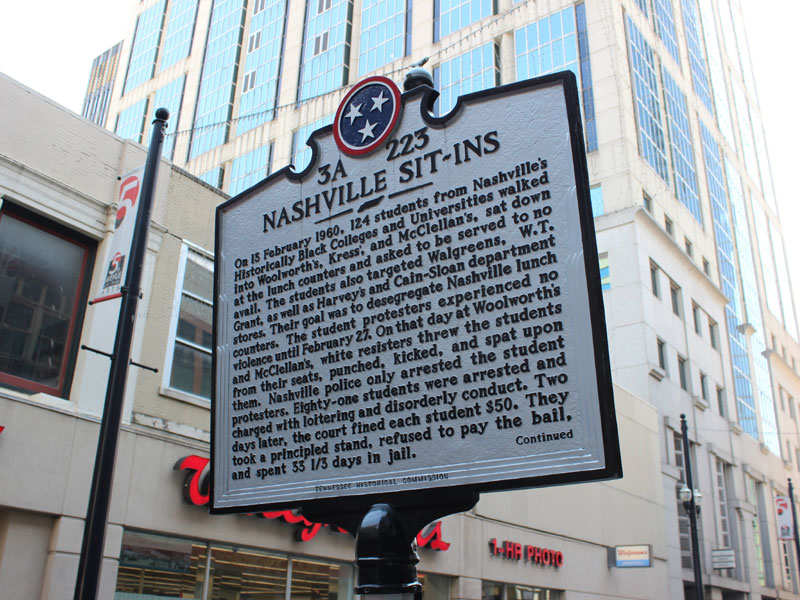 3A 223
NASHVILLE SIT-INS
On 15 February 1960, 124 students from Nashville's
Historically Black Colleges and Universities walked
into Woolworth's, Kress', and McClellan's, sat down
at the lunch counters and asked to be served to no
avail. The students also targeted Walgreens, W.T.
Grant, as well as Harvey's and Cain-Sloan department
stores. Their goal was to desegregate Nashville lunch
counters. The student protesters experienced no
violence until February 27. On that day at Woolworth's
and McClellan's, white resisters threw the students
from their seats, punched, kicked, and spat upon
them. Nashville police only arrested the student
protesters. Eighty-one students were arrested and
charged with loitering and disorderly conduct. Two
days later, the court fined each student $50. They
took a principled stand, refused to pay the bail,
and spent 33 1/3 days in jail.
Continued
TENNESSEE HISTORICAL COMMISSION
5
1-HR PHOTO
Walgreens